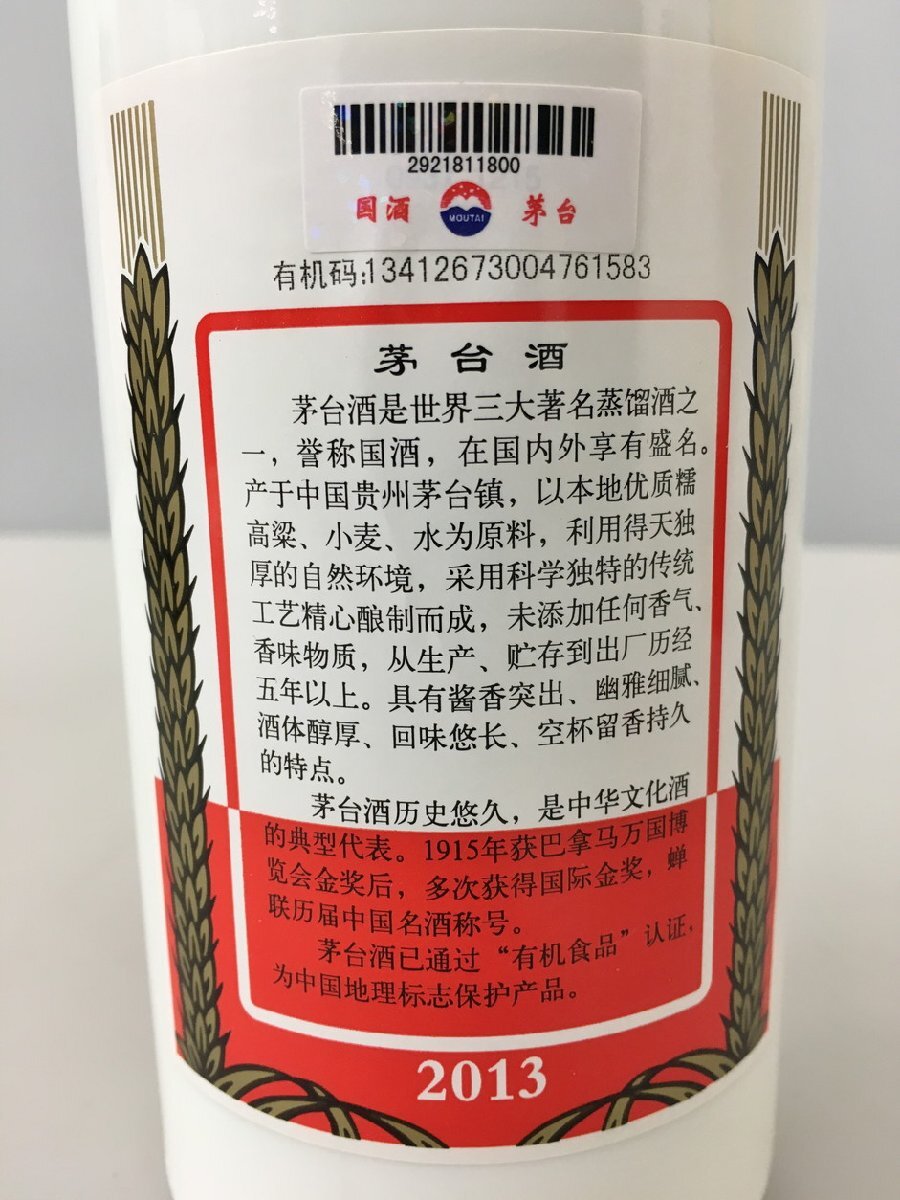 2921811800
国酒 MOUTAI 茅台
有机码:13412673004761583
茅台酒
茅台酒是世界三大著名蒸馏酒之
一，誉称国酒，在国内外享有盛名。
产于中国贵州茅台镇，以本地优质糯
高粱、小麦、水为原料，利用得天独
厚的自然环境，采用科学独特的传统
工艺精心酿制而成，未添加任何香气、
香味物质，从生产、贮存到出厂历经
五年以上。具有酱香突出、幽雅细腻、
酒体醇厚、回味悠长、空杯留香持久
的特点。
茅台酒历史悠久，是中华文化酒
的典型代表。1915年获巴拿马万国博
览会金奖后，多次获得国际金奖，蝉
联历届中国名酒称号。
茅台酒已通过“有机食品”认证，
为中国地理标志保护产品。
2013